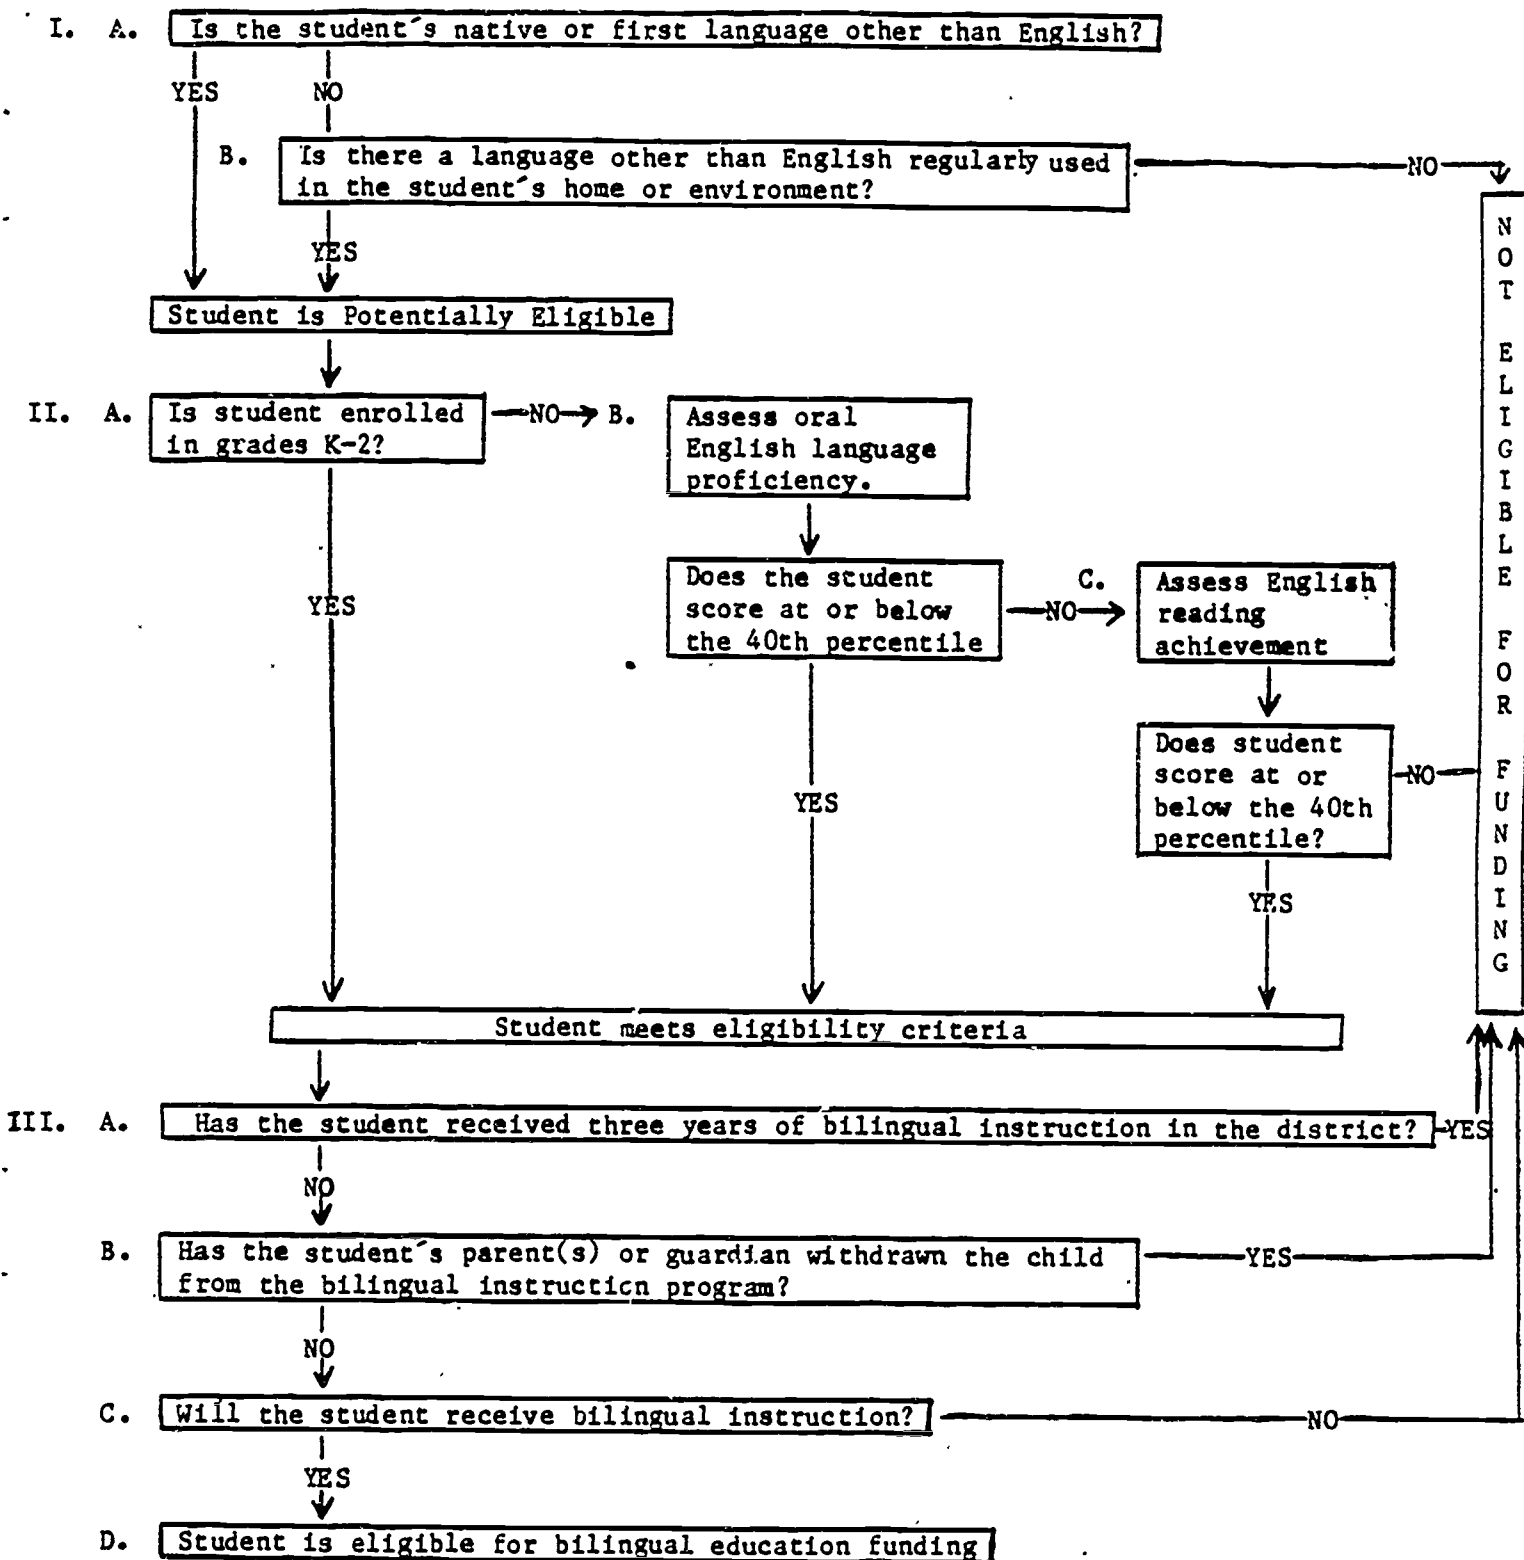 I. A. Is the student´s native or first language other than English?
YES NO
B. Is there a language other than English regularly used
in the student´s home or environment?
NO
YES
NOT ELIGIBLE FOR FUNDING
Student is Potentially Eligible
II. A. Is student enrolled
in grades K-2?
NO
B. Assess oral
English language
proficiency.
YES
Does the student
score at or below
the 40th percentile
NO
C. Assess English
reading
achievement
YES
Does student
score at or
below the 40th
percentile?
NO
YES
Student meets eligibility criteria
III. A. Has the student received three years of bilingual instruction in the district? YES
NO
B. Has the student´s parent(s) or guardian withdrawn the child
from the bilingual instruction program?
YES
NO
C. Will the student receive bilingual instruction?
NO
YES
D. Student is eligible for bilingual education funding